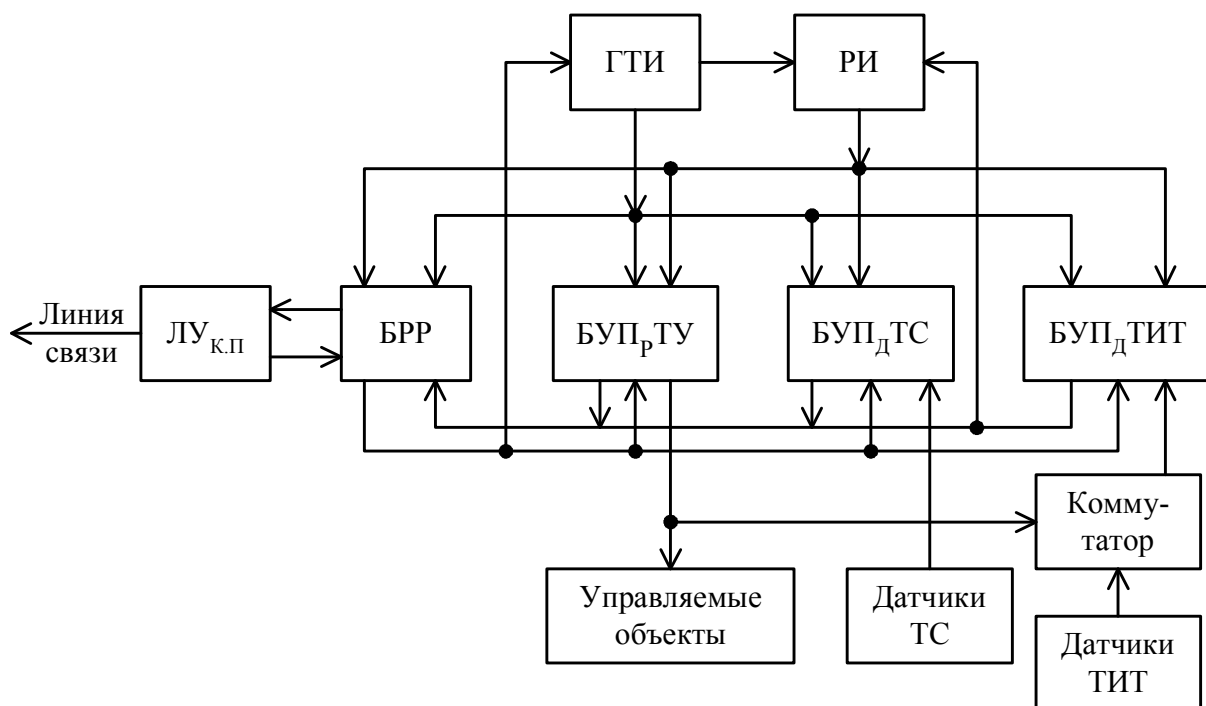 ГТИ
РИ
Линия
связи
ЛУК.П
БРР
БУПРТУ
БУПДТС
БУПДТИТ
Комму-
татор
Управляемые
объекты
Датчики
ТС
Датчики
ТИТ